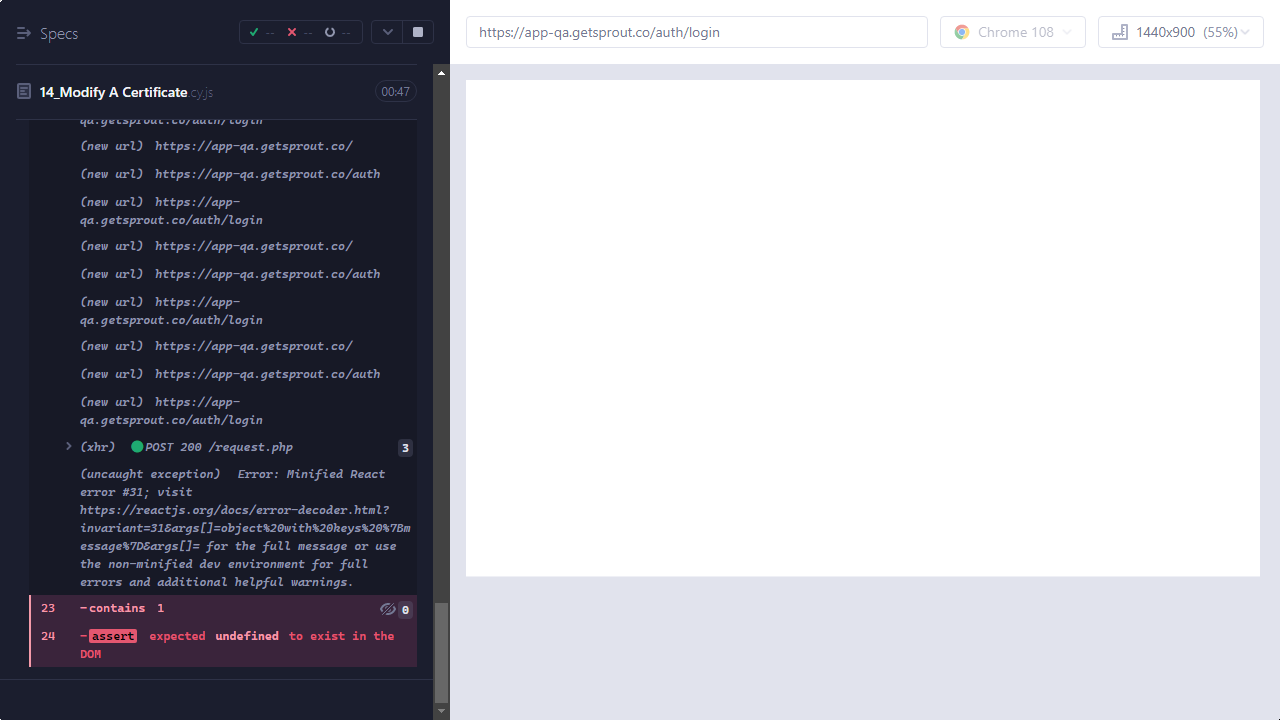 Specs
--
--
--
https://app-qa.getsprout.co/auth/login
Chrome 108
1440x900 (55%)
14_Modify A Certificate.cy.js
00:47
qa.getsprout.co/auth/login
(new url) https://app-qa.getsprout.co/
(new url) https://app-qa.getsprout.co/auth
(new url) https://app-
qa.getsprout.co/auth/login
(new url) https://app-qa.getsprout.co/
(new url) https://app-qa.getsprout.co/auth
(new url) https://app-
qa.getsprout.co/auth/login
(new url) https://app-qa.getsprout.co/
(new url) https://app-qa.getsprout.co/auth
(new url) https://app-
qa.getsprout.co/auth/login
(xhr) POST 200 /request.php 3
(uncaught exception) Error: Minified React
error #31; visit
https://reactjs.org/docs/error-decoder.html?
invariant=31&args[]=object%20with%20keys%20%7Bm
essage%7D&args[]= for the full message or use
the non-minified dev environment for full
errors and additional helpful warnings.
23 -contains 1 0
24 -assert expected undefined to exist in the
DOM